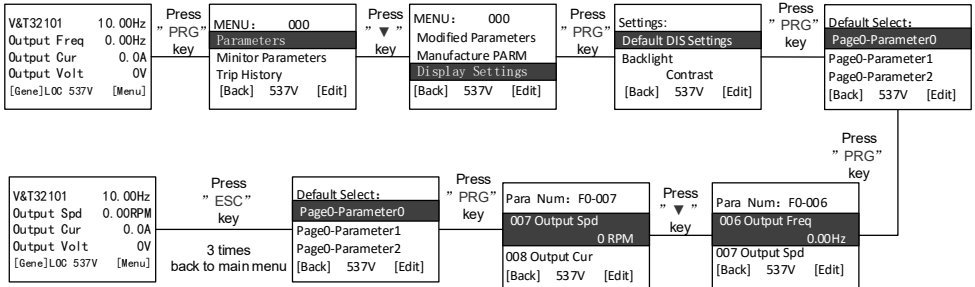 V&T32101 10.00Hz
Output Freq 0.00Hz
Output Cur 0.0A
Output Volt 0V
[Gene]LOC 537V [Menu]
Press
" PRG"
key
MENU: 000
Parameters
Minitor Parameters
Trip History
[Back] 537V [Edit]
Press
" ▼ "
key
MENU: 000
Modified Parameters
Manufacture PARM
Display Settings
[Back] 537V [Edit]
Press
" PRG"
key
Settings:
Default DIS Settings
Backlight
Contrast
[Back] 537V [Edit]
Press
" PRG"
key
Default Select:
Page0-Parameter0
Page0-Parameter1
Page0-Parameter2
[Back] 537V [Edit]
Press
" PRG"
key
Para Num: F0-006
006 Output Freq
0.00Hz
007 Output Spd
[Back] 537V [Edit]
Press
" ▼ "
key
Para Num: F0-007
007 Output Spd
0 RPM
008 Output Cur
[Back] 537V [Edit]
Press
" PRG"
key
Default Select:
Page0-Parameter0
Page0-Parameter1
Page0-Parameter2
[Back] 537V [Edit]
Press
" ESC"
key
3 times
back to main menu
V&T32101 10.00Hz
Output Spd 0.00RPM
Output Cur 0.0A
Output Volt 0V
[Gene]LOC 537V [Menu]